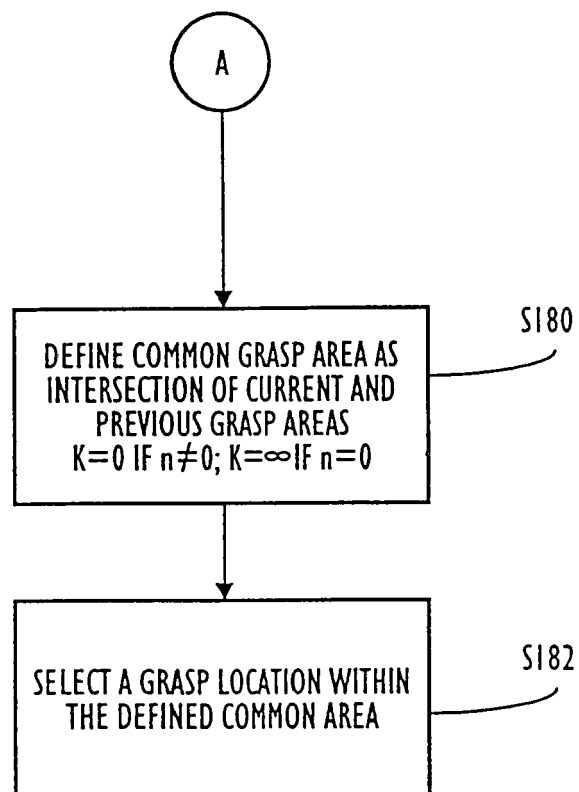 A
DEFINE COMMON GRASP AREA AS
INTERSECTION OF CURRENT AND
PREVIOUS GRASP AREAS
K=0 IF n≠0; K=∞ IF n=0
S180
SELECT A GRASP LOCATION WITHIN
THE DEFINED COMMON AREA
S182